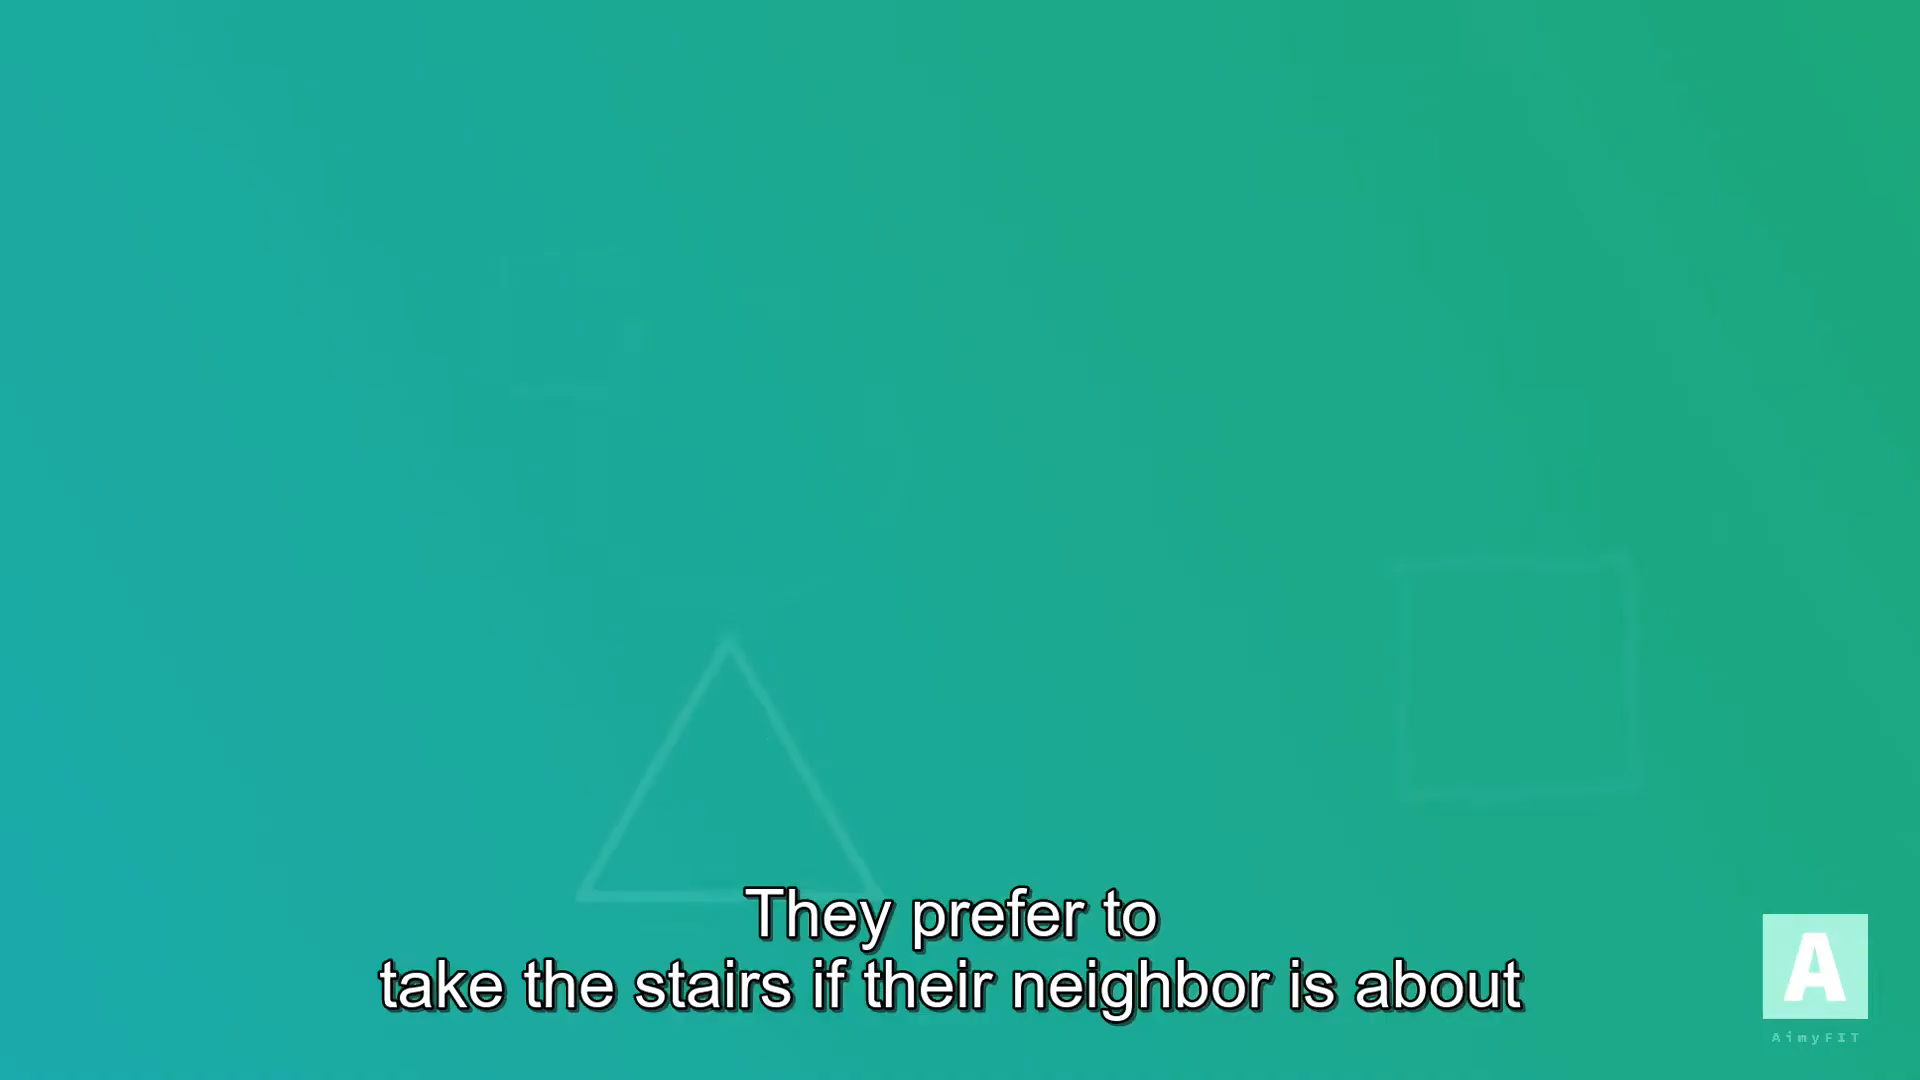 They prefer to
take the stairs if their neighbor is about
A
AimyFIT